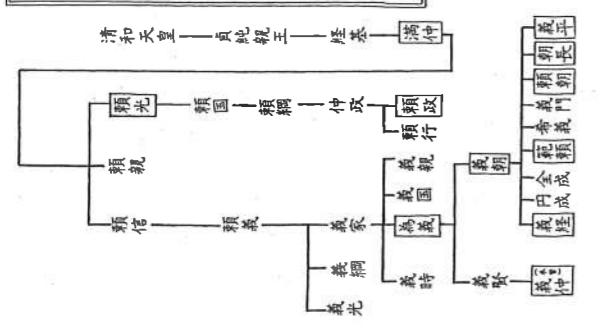 清和天皇
貞純親王
経基
満仲
頼光
頼国
頼綱
仲政
頼政
頼行
頼親
頼信
頼義
義家
義綱
義光
義親
義国
為義
義時
義朝
義賢
義平
朝長
頼朝
義門
希義
範頼
全成
円成
義経
義仲